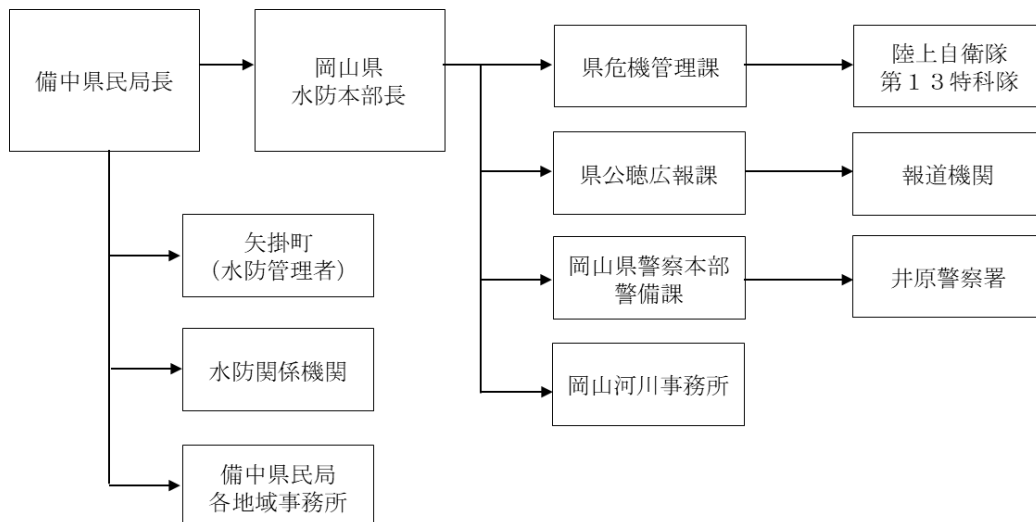 備中県民局長
岡山県
水防本部長
県危機管理課
陸上自衛隊
第１３特科隊
県公聴広報課
報道機関
矢掛町
（水防管理者）
岡山県警察本部
警備課
井原警察署
水防関係機関
岡山河川事務所
備中県民局
各地域事務所